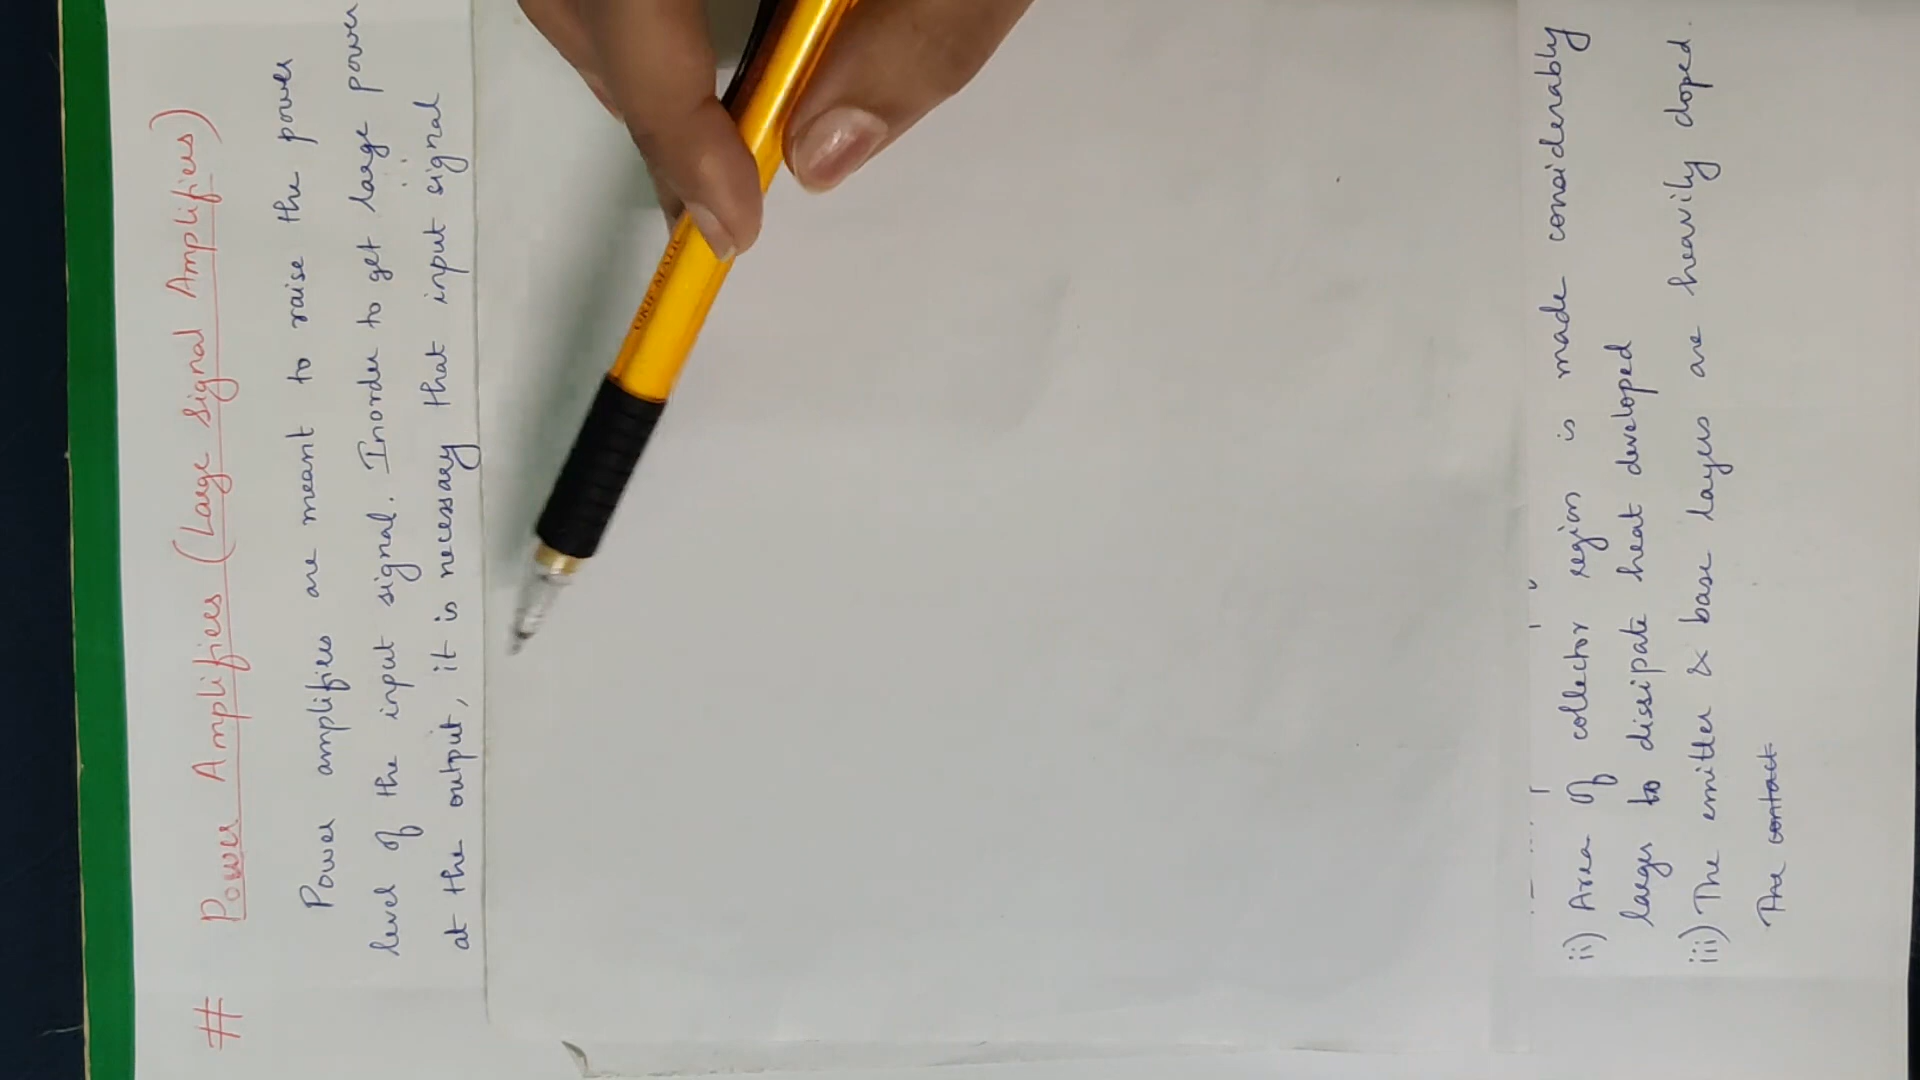 # Power Amplifiers (Large Signal Amplifiers)
Power amplifiers are meant to raise the power
level of the input signal. Inorder to get large power
at the output, it is necessary that input signal
ii) Area of collector region is made considerably
larger to dissipate heat developed
iii) The emitter & base layers are heavily doped.
The contact